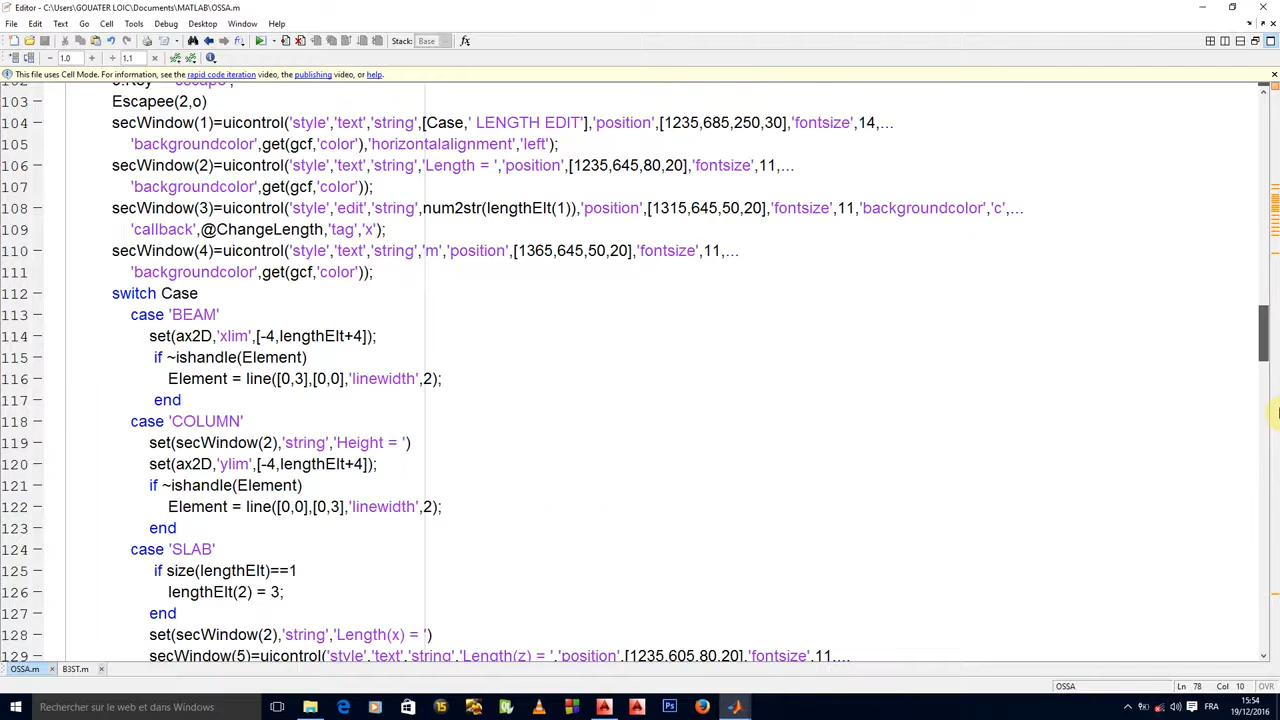 Editor - C:\Users\GOUATER LOIC\Documents\MATLAB\OSSA.m
File Edit Text Go Cell Tools Debug Desktop Window Help
Stack: Base fx
1.0 1.1
This file uses Cell Mode. For information, see the rapid code iteration video, the publishing video, or help.
103 Escapee(2,o)
104 secWindow(1)=uicontrol('style','text','string',[Case,' LENGTH EDIT'],'position',[1235,685,250,30],'fontsize',14,...
105 'backgroundcolor',get(gcf,'color'),'horizontalalignment','left');
106 secWindow(2)=uicontrol('style','text','string','Length = ','position',[1235,645,80,20],'fontsize',11,...
107 'backgroundcolor',get(gcf,'color'));
108 secWindow(3)=uicontrol('style','edit','string',num2str(lengthElt(1)),'position',[1315,645,50,20],'fontsize',11,'backgroundcolor','c',...
109 'callback',@ChangeLength,'tag','x');
110 secWindow(4)=uicontrol('style','text','string','m','position',[1365,645,50,20],'fontsize',11,...
111 'backgroundcolor',get(gcf,'color'));
112 switch Case
113 case 'BEAM'
114 set(ax2D,'xlim',[-4,lengthElt+4]);
115 if ~ishandle(Element)
116 Element = line([0,3],[0,0],'linewidth',2);
117 end
118 case 'COLUMN'
119 set(secWindow(2),'string','Height = ')
120 set(ax2D,'ylim',[-4,lengthElt+4]);
121 if ~ishandle(Element)
122 Element = line([0,0],[0,3],'linewidth',2);
123 end
124 case 'SLAB'
125 if size(lengthElt)==1
126 lengthElt(2) = 3;
127 end
128 set(secWindow(2),'string','Length(x) = ')
129 secWindow(5)=uicontrol('style','text','string','Length(z) = ','position',[1235,605,80,20],'fontsize',11,...
OSSA.m B3ST.m
OSSA Ln 78 Col 10 OVR
Rechercher sur le web et dans Windows
FRA
15:54
19/12/2016